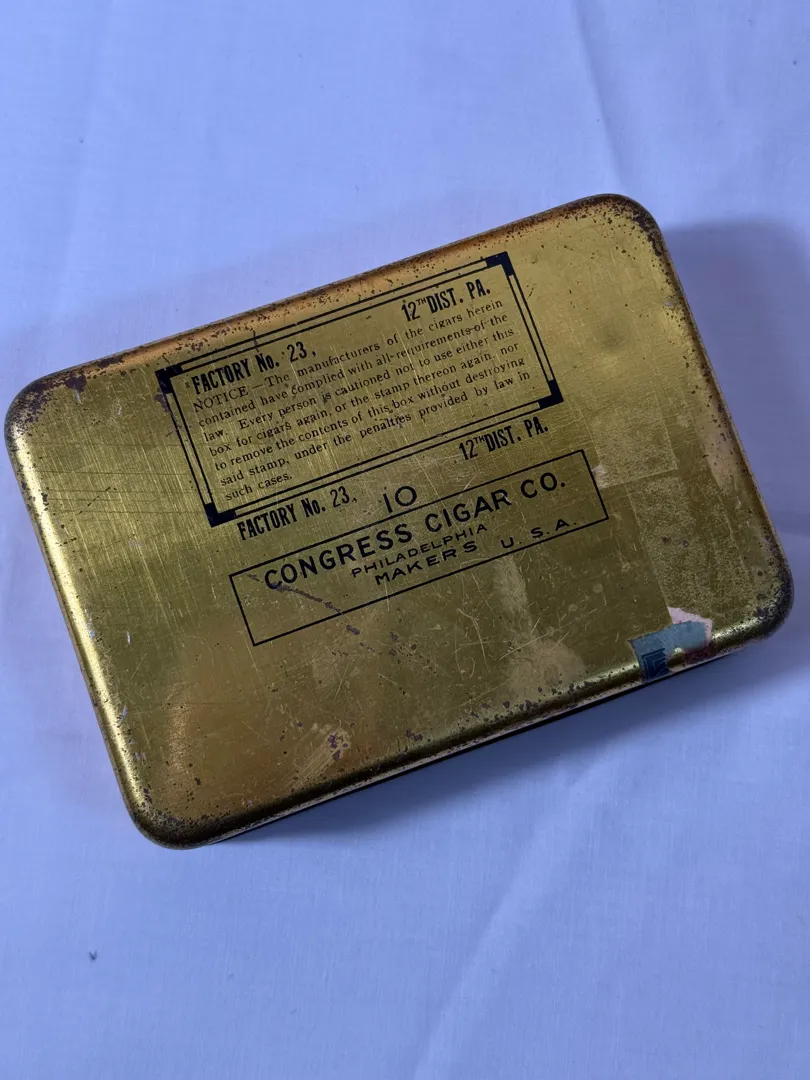 FACTORY No. 23, 12TH DIST. PA.
NOTICE—The manufacturers of the cigars herein
contained have complied with all requirements of the
law. Every person is cautioned not to use either this
box for cigars again, or the stamp thereon again, nor
to remove the contents of this box without destroying
said stamp, under the penalties provided by law in
such cases.
FACTORY No. 23, 12TH DIST. PA.
10
CONGRESS CIGAR CO.
PHILADELPHIA
MAKERS U. S. A.